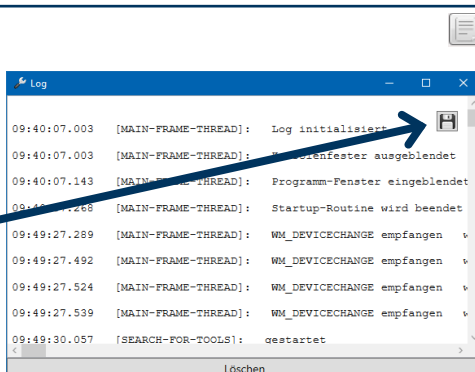 Log
09:40:07.003 [MAIN-FRAME-THREAD]: Log initialisiert
09:40:07.003 [MAIN-FRAME-THREAD]: ausgeblendet
09:40:07.143 [MAIN-FRAME-THREAD]: Programm-Fenster eingeblendet
[MAIN-FRAME-THREAD]: Startup-Routine wird beendet
09:49:27.289 [MAIN-FRAME-THREAD]: WM_DEVICECHANGE empfangen
09:49:27.492 [MAIN-FRAME-THREAD]: WM_DEVICECHANGE empfangen
09:49:27.524 [MAIN-FRAME-THREAD]: WM_DEVICECHANGE empfangen
09:49:27.539 [MAIN-FRAME-THREAD]: WM_DEVICECHANGE empfangen
09:49:30.057 [SEARCH-FOR-TOOLS]: gestartet
Löschen